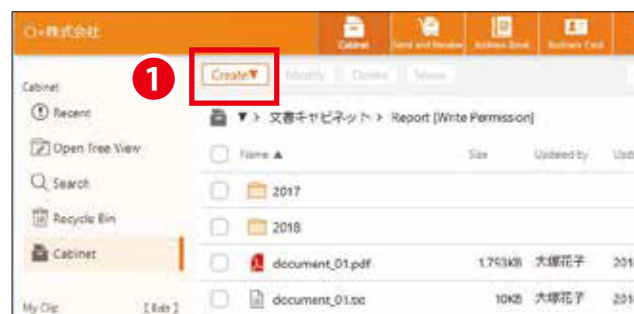 ○×株式会社
Cabinet
Send and Receive
Address Book
Business Card
1
Create▼
Modify
Delete
Move
Cabinet
Recent
Open Tree View
Search
Recycle Bin
Cabinet
My Clip [Edit]
▼ > 文書キャビネット > Report [Write Permission]
Name ▲ Size Updated by
2017
2018
document_01.pdf 1,793KB 大塚花子 201
document_01.txt 10KB 大塚花子 201